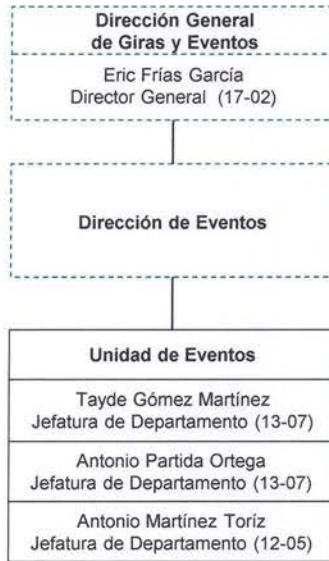 Dirección General
de Giras y Eventos
Eric Frías García
Director General (17-02)
Dirección de Eventos
Unidad de Eventos
Tayde Gómez Martínez
Jefatura de Departamento (13-07)
Antonio Partida Ortega
Jefatura de Departamento (13-07)
Antonio Martínez Toríz
Jefatura de Departamento (12-05)